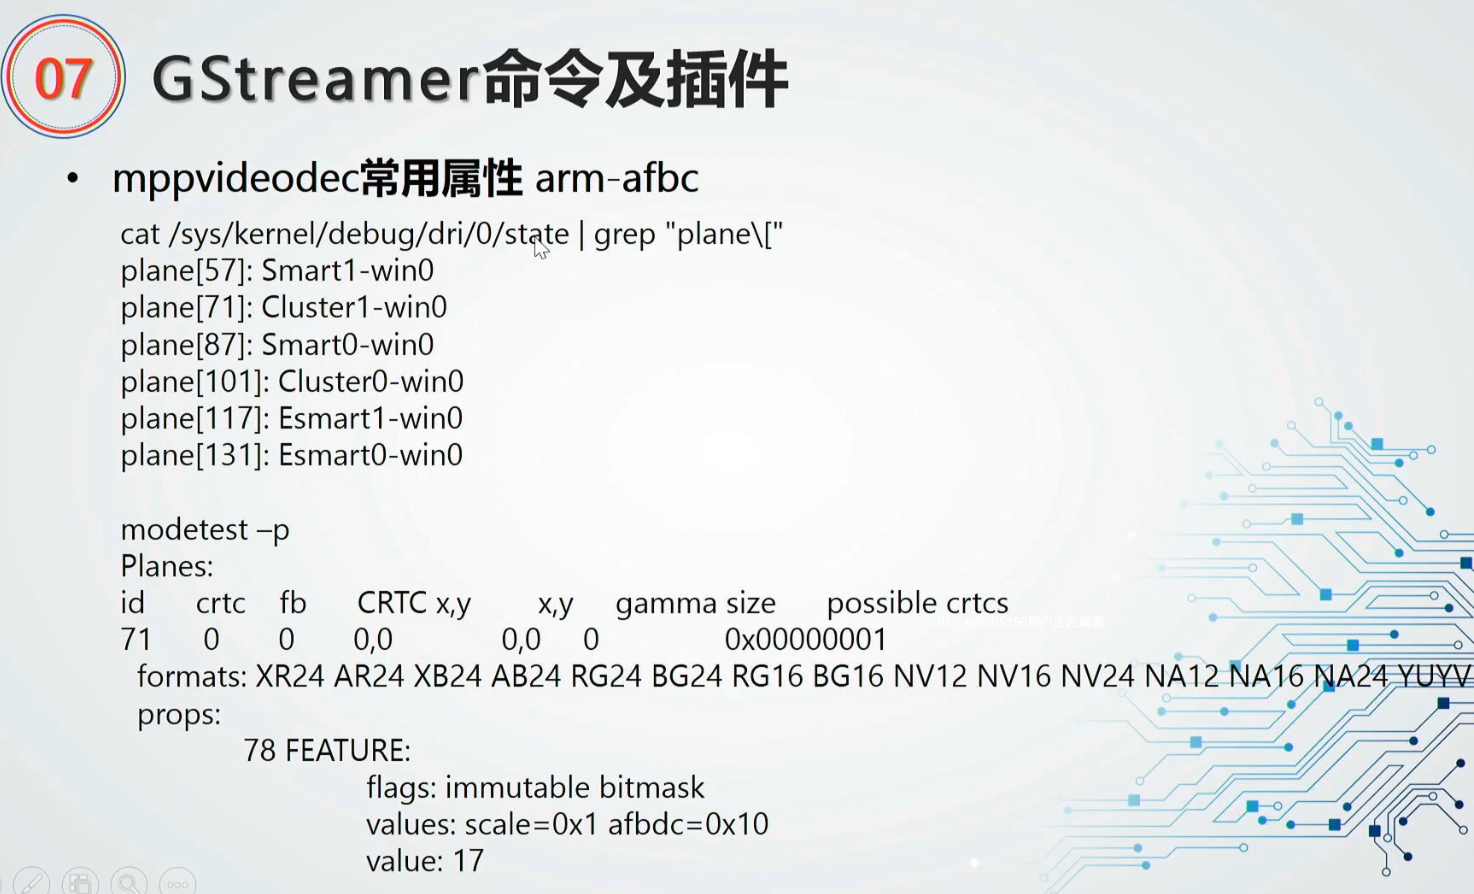 07
GStreamer命令及插件
• mppvideodec常用属性 arm-afbc
cat /sys/kernel/debug/dri/0/state | grep "plane\["
plane[57]: Smart1-win0
plane[71]: Cluster1-win0
plane[87]: Smart0-win0
plane[101]: Cluster0-win0
plane[117]: Esmart1-win0
plane[131]: Esmart0-win0
modetest –p
Planes:
id crtc fb CRTC x,y x,y gamma size possible crtcs
71 0 0 0,0 0,0 0 0x00000001
formats: XR24 AR24 XB24 AB24 RG24 BG24 RG16 BG16 NV12 NV16 NV24 NA12 NA16 NA24 YUYV
props:
78 FEATURE:
flags: immutable bitmask
values: scale=0x1 afbdc=0x10
value: 17